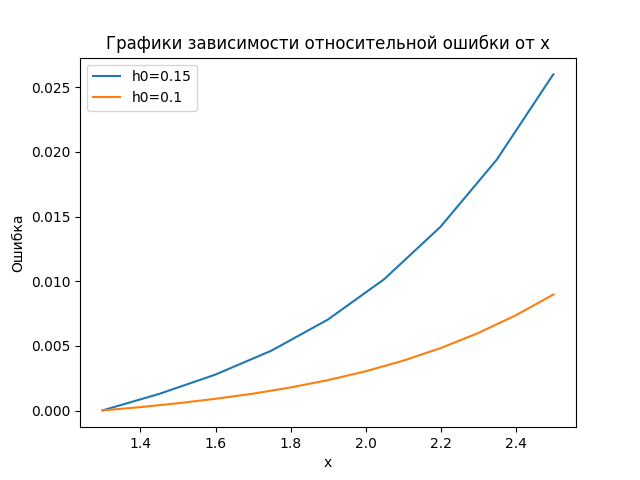 Графики зависимости относительной ошибки от x
h0=0.15
h0=0.1
0.025
0.020
0.015
0.010
0.005
0.000
Ошибка
1.4 1.6 1.8 2.0 2.2 2.4
x